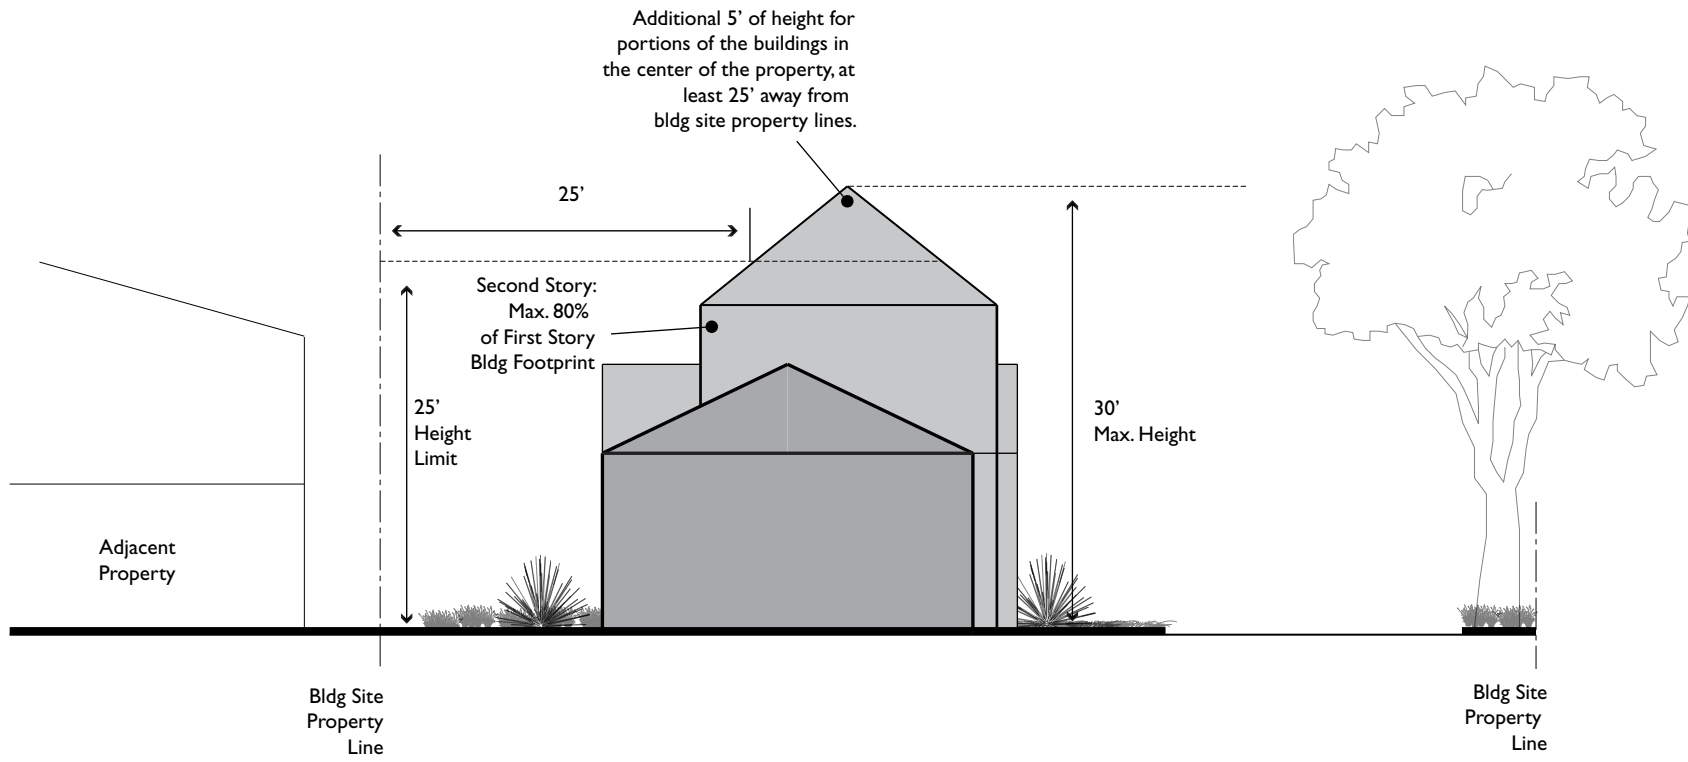 Additional 5’ of height for
portions of the buildings in
the center of the property, at
least 25’ away from
bldg site property lines.
25’
Second Story:
Max. 80%
of First Story
Bldg Footprint
25’
Height
Limit
30’
Max. Height
Adjacent
Property
Bldg Site
Property
Line
Bldg Site
Property
Line